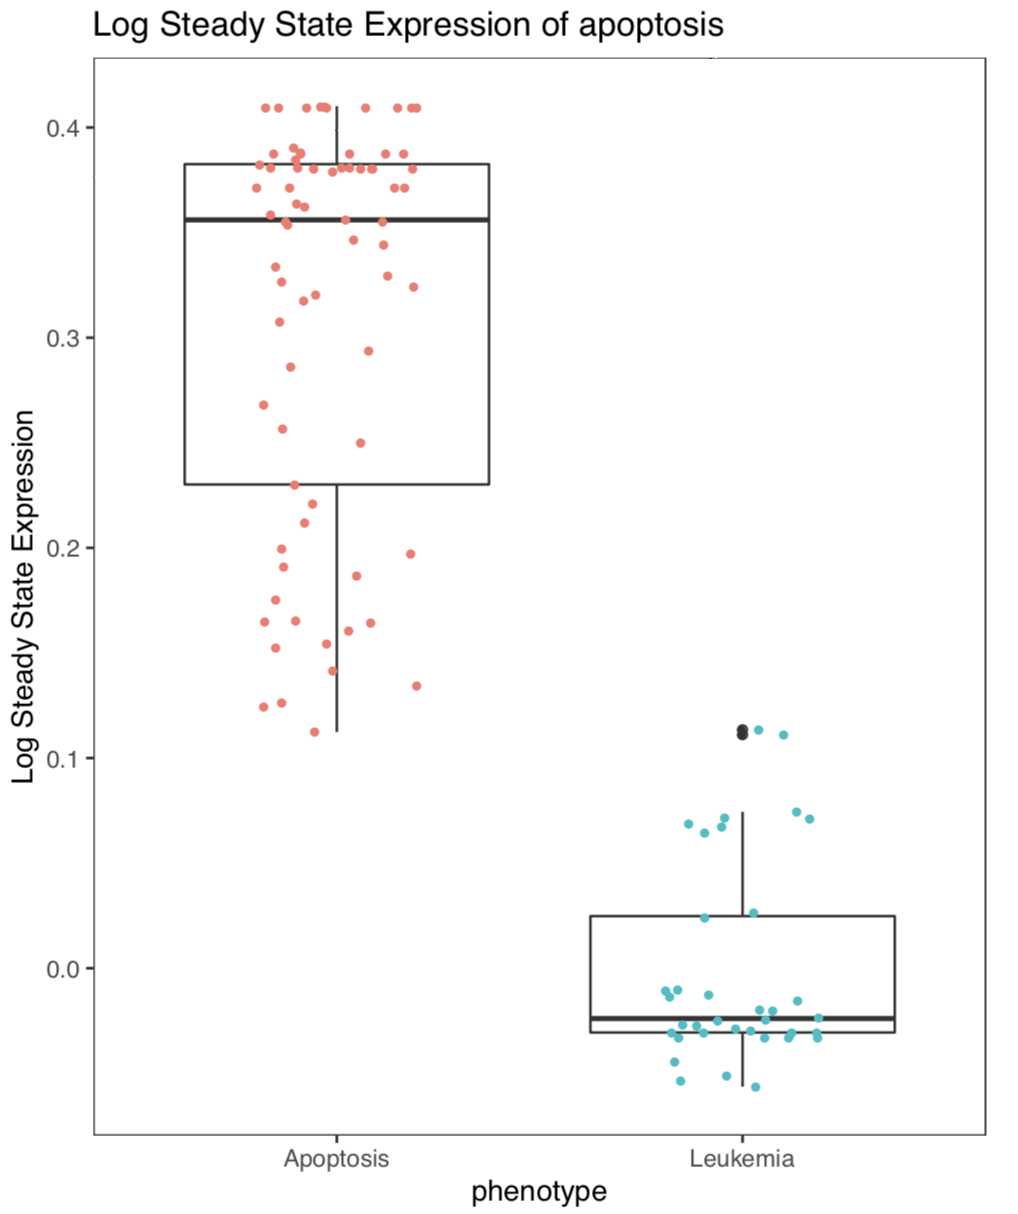 Log Steady State Expression of apoptosis
Log Steady State Expression
0.4
0.3
0.2
0.1
0.0
Apoptosis
Leukemia
phenotype